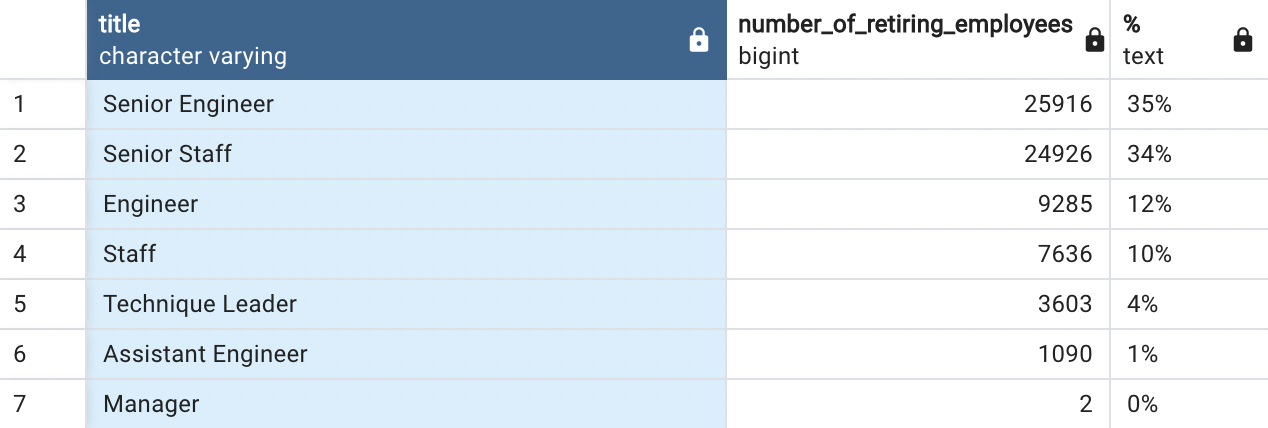 title number_of_retiring_employees %
character varying bigint text
1 Senior Engineer 25916 35%
2 Senior Staff 24926 34%
3 Engineer 9285 12%
4 Staff 7636 10%
5 Technique Leader 3603 4%
6 Assistant Engineer 1090 1%
7 Manager 2 0%